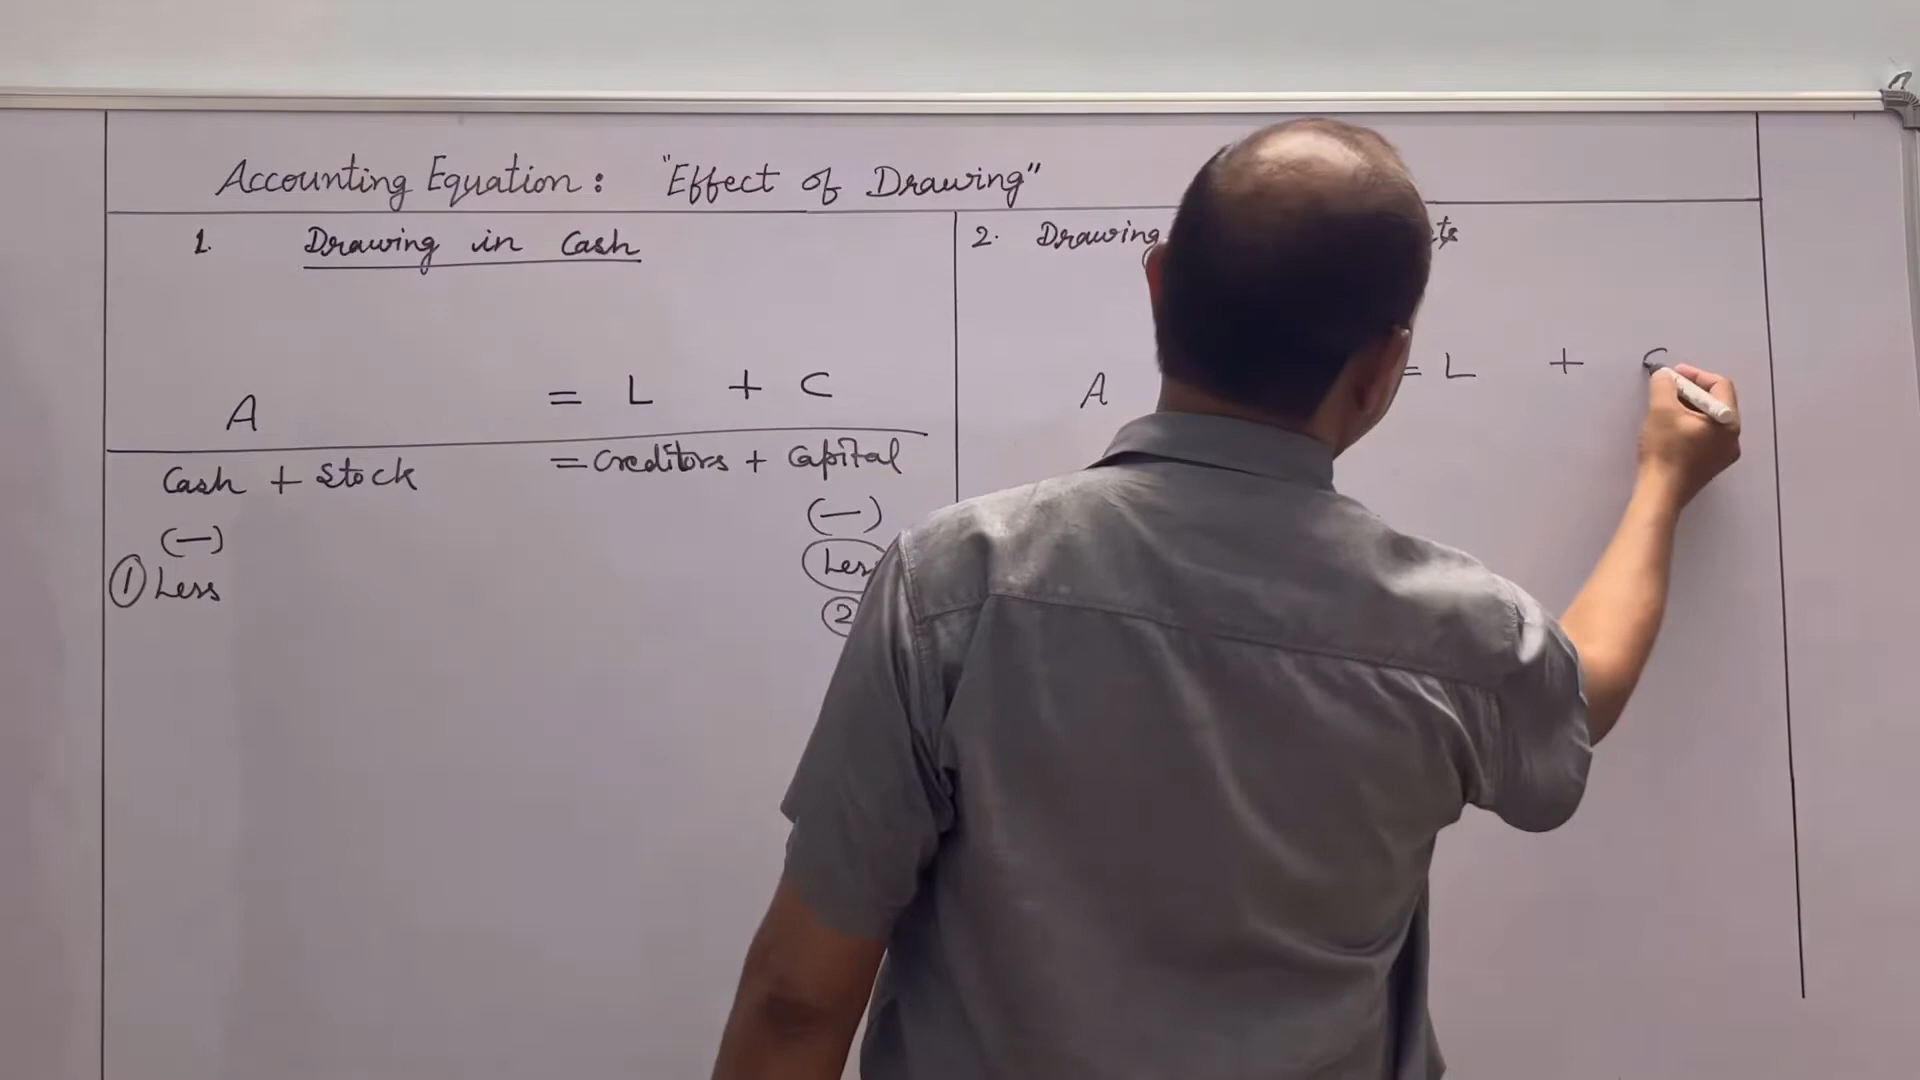 Accounting Equation : "Effect of Drawing"
1. Drawing in Cash
A = L + C
Cash + Stock = Creditors + Capital
(—) (—)
① Less Less
②
2. Drawing
A = L + C